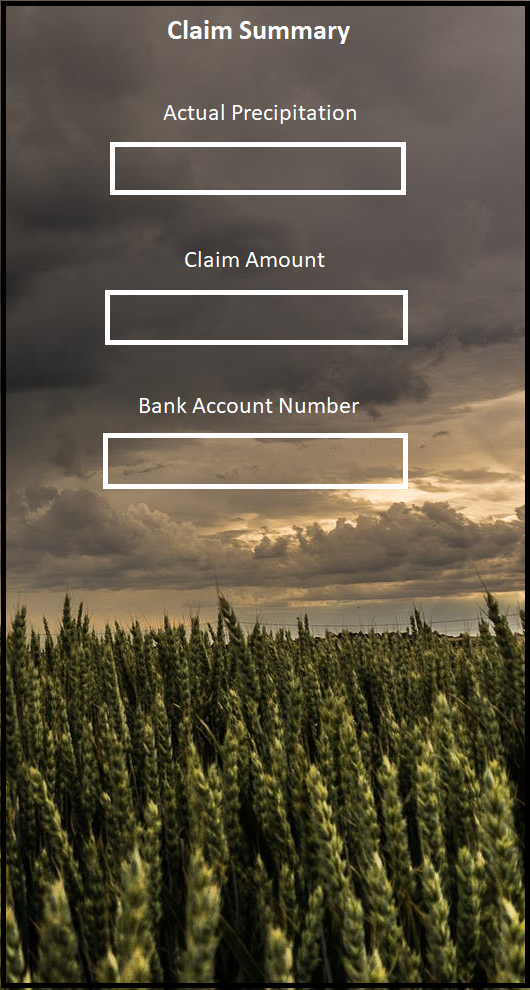 Claim Summary
Actual Precipitation
Claim Amount
Bank Account Number